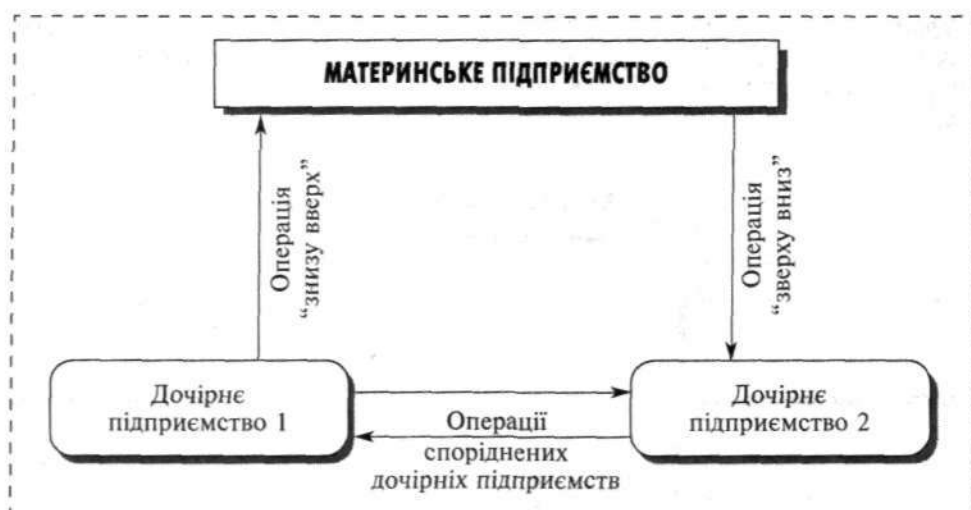 МАТЕРИНСЬКЕ ПІДПРИЄМСТВО
Операція
“знизу вверх”
Операція
“зверху вниз”
Дочірнє
підприємство 1
Операції
споріднених
дочірніх підприємств
Дочірнє
підприємство 2